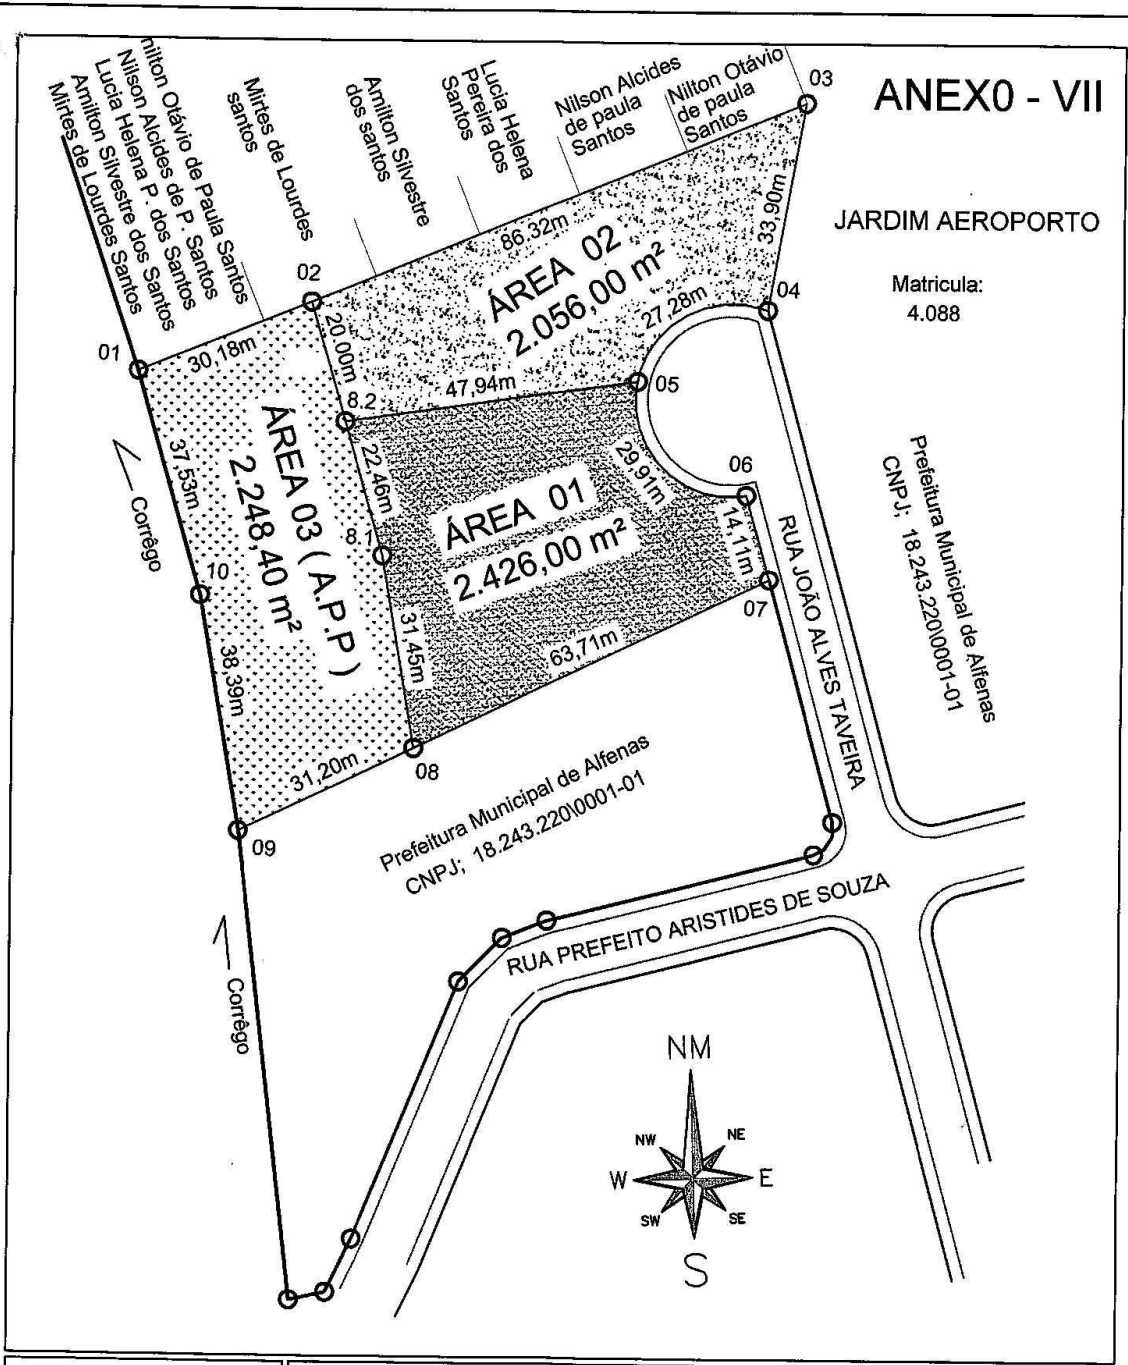 ANEX0 - VII
JARDIM AEROPORTO
Matricula:
4.088
Mirtes de Lourdes Santos
Amilton Silvestre dos Santos
Lucia Helena P. dos Santos
Nilson Alcides de P. Santos
nilton Otávio de Paula Santos
Mirtes de Lourdes
santos
Amilton Silvestre
dos santos
Lucia Helena
Pereira dos
Santos
Nilson Alcides
de paula
Santos
Nilton Otávio
de paula
Santos
03
86.32m
33,90m
ÁREA 02
2.056,00 m²
27.28m
04
02
01
30,18m
20.00m
47,94m
05
8.2
37,53m
ÁREA 03 ( A.P.P )
2.248,40 m²
22.46m
ÁREA 01
2.426,00 m²
29.91m
06
14,11m
8.1
07
Corrêgo
10
31,45m
63,71m
38,39m
31,20m
08
09
RUA JOÃO ALVES TAVEIRA
Prefeitura Municipal de Alfenas
CNPJ; 18.243.220\0001-01
Prefeitura Municipal de Alfenas
CNPJ; 18.243.220\0001-01
RUA PREFEITO ARISTIDES DE SOUZA
Corrêgo
NM
NW
NE
W
E
SW
SE
S